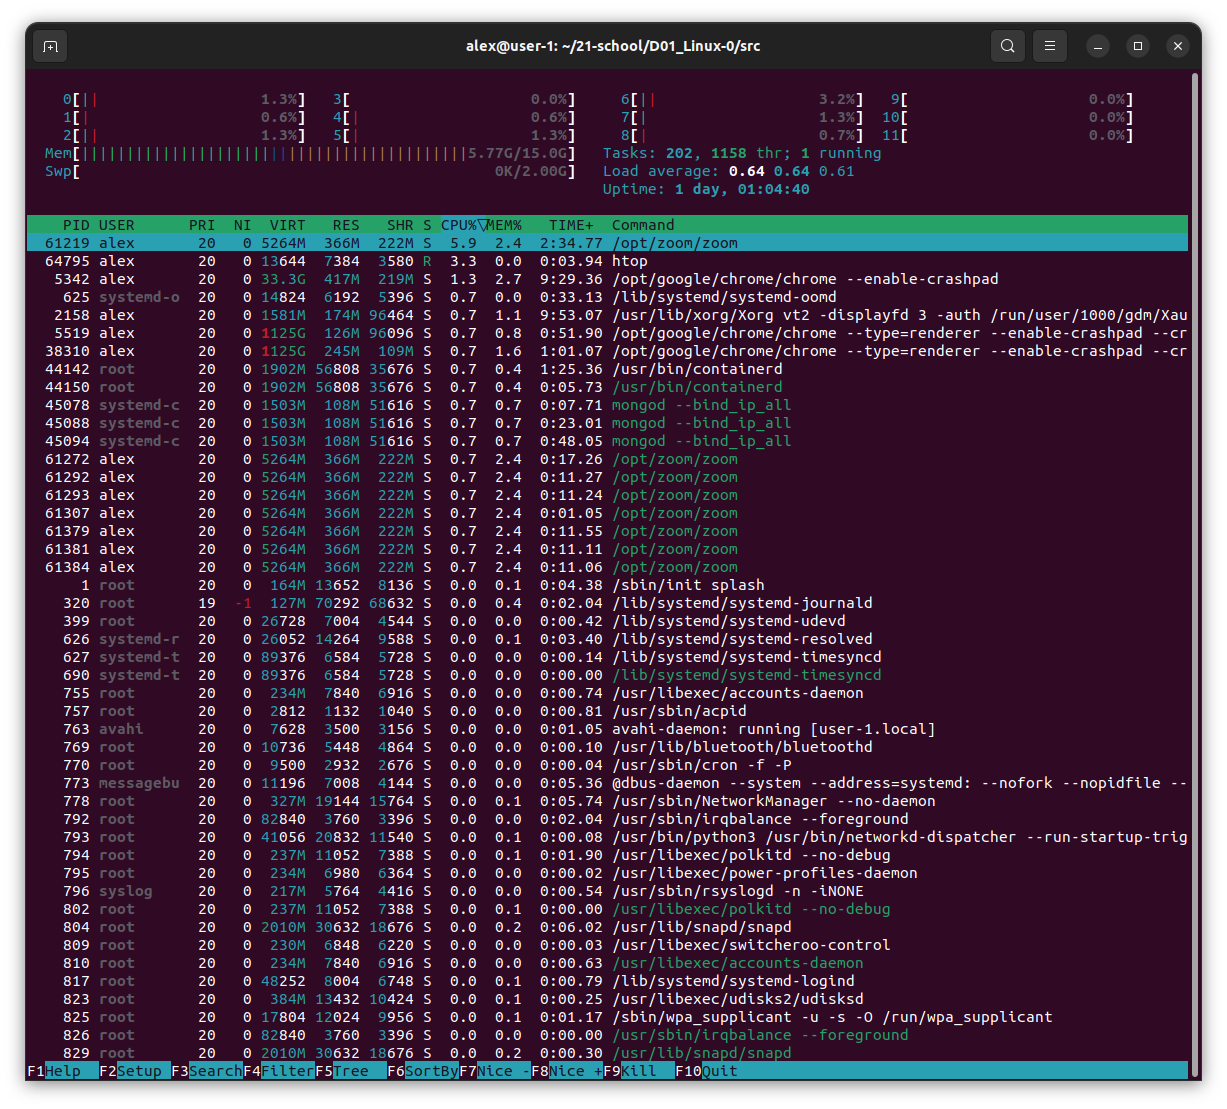 alex@user-1: ~/21-school/D01_Linux-0/src
0[|| 1.3%] 3[ 0.0%] 6[|| 3.2%] 9[ 0.0%]
1[| 0.6%] 4[| 0.6%] 7[| 1.3%] 10[ 0.0%]
2[|| 1.3%] 5[| 1.3%] 8[| 0.7%] 11[ 0.0%]
Mem[|||||||||||||||||||||||||||||||||||||||||||5.77G/15.0G] Tasks: 202, 1158 thr; 1 running
Swp[ 0K/2.00G] Load average: 0.64 0.64 0.61
Uptime: 1 day, 01:04:40
PID USER PRI NI VIRT RES SHR S CPU%▽MEM% TIME+ Command
61219 alex 20 0 5264M 366M 222M S 5.9 2.4 2:34.77 /opt/zoom/zoom
64795 alex 20 0 13644 7384 3580 R 3.3 0.0 0:03.94 htop
5342 alex 20 0 33.3G 417M 219M S 1.3 2.7 9:29.36 /opt/google/chrome/chrome --enable-crashpad
625 systemd-o 20 0 14824 6192 5396 S 0.7 0.0 0:33.13 /lib/systemd/systemd-oomd
2158 alex 20 0 1581M 174M 96464 S 0.7 1.1 9:53.07 /usr/lib/xorg/Xorg vt2 -displayfd 3 -auth /run/user/1000/gdm/Xau
5519 alex 20 0 1125G 126M 96096 S 0.7 0.8 0:51.90 /opt/google/chrome/chrome --type=renderer --enable-crashpad --cr
38310 alex 20 0 1125G 245M 109M S 0.7 1.6 1:01.07 /opt/google/chrome/chrome --type=renderer --enable-crashpad --cr
44142 root 20 0 1902M 56808 35676 S 0.7 0.4 1:25.36 /usr/bin/containerd
44150 root 20 0 1902M 56808 35676 S 0.7 0.4 0:05.73 /usr/bin/containerd
45078 systemd-c 20 0 1503M 108M 51616 S 0.7 0.7 0:07.71 mongod --bind_ip_all
45088 systemd-c 20 0 1503M 108M 51616 S 0.7 0.7 0:23.01 mongod --bind_ip_all
45094 systemd-c 20 0 1503M 108M 51616 S 0.7 0.7 0:48.05 mongod --bind_ip_all
61272 alex 20 0 5264M 366M 222M S 0.7 2.4 0:17.26 /opt/zoom/zoom
61292 alex 20 0 5264M 366M 222M S 0.7 2.4 0:11.27 /opt/zoom/zoom
61293 alex 20 0 5264M 366M 222M S 0.7 2.4 0:11.24 /opt/zoom/zoom
61307 alex 20 0 5264M 366M 222M S 0.7 2.4 0:01.05 /opt/zoom/zoom
61379 alex 20 0 5264M 366M 222M S 0.7 2.4 0:11.55 /opt/zoom/zoom
61381 alex 20 0 5264M 366M 222M S 0.7 2.4 0:11.11 /opt/zoom/zoom
61384 alex 20 0 5264M 366M 222M S 0.7 2.4 0:11.06 /opt/zoom/zoom
1 root 20 0 164M 13652 8136 S 0.0 0.1 0:04.38 /sbin/init splash
320 root 19 -1 127M 70292 68632 S 0.0 0.4 0:02.04 /lib/systemd/systemd-journald
399 root 20 0 26728 7004 4544 S 0.0 0.0 0:00.42 /lib/systemd/systemd-udevd
626 systemd-r 20 0 26052 14264 9588 S 0.0 0.1 0:03.40 /lib/systemd/systemd-resolved
627 systemd-t 20 0 89376 6584 5728 S 0.0 0.0 0:00.14 /lib/systemd/systemd-timesyncd
690 systemd-t 20 0 89376 6584 5728 S 0.0 0.0 0:00.00 /lib/systemd/systemd-timesyncd
755 root 20 0 234M 7840 6916 S 0.0 0.0 0:00.74 /usr/libexec/accounts-daemon
757 root 20 0 2812 1132 1040 S 0.0 0.0 0:00.81 /usr/sbin/acpid
763 avahi 20 0 7628 3500 3156 S 0.0 0.0 0:01.05 avahi-daemon: running [user-1.local]
769 root 20 0 10736 5448 4864 S 0.0 0.0 0:00.10 /usr/lib/bluetooth/bluetoothd
770 root 20 0 9500 2932 2676 S 0.0 0.0 0:00.04 /usr/sbin/cron -f -P
773 messagebu 20 0 11196 7008 4144 S 0.0 0.0 0:05.36 @dbus-daemon --system --address=systemd: --nofork --nopidfile --
778 root 20 0 327M 19144 15764 S 0.0 0.1 0:05.74 /usr/sbin/NetworkManager --no-daemon
792 root 20 0 82840 3760 3396 S 0.0 0.0 0:02.04 /usr/sbin/irqbalance --foreground
793 root 20 0 41056 20832 11540 S 0.0 0.1 0:00.08 /usr/bin/python3 /usr/bin/networkd-dispatcher --run-startup-trig
794 root 20 0 237M 11052 7388 S 0.0 0.1 0:01.90 /usr/libexec/polkitd --no-debug
795 root 20 0 234M 6980 6364 S 0.0 0.0 0:00.02 /usr/libexec/power-profiles-daemon
796 syslog 20 0 217M 5764 4416 S 0.0 0.0 0:00.54 /usr/sbin/rsyslogd -n -iNONE
802 root 20 0 237M 11052 7388 S 0.0 0.1 0:00.00 /usr/libexec/polkitd --no-debug
804 root 20 0 2010M 30632 18676 S 0.0 0.2 0:06.02 /usr/lib/snapd/snapd
809 root 20 0 230M 6848 6220 S 0.0 0.0 0:00.03 /usr/libexec/switcheroo-control
810 root 20 0 234M 7840 6916 S 0.0 0.0 0:00.63 /usr/libexec/accounts-daemon
817 root 20 0 48252 8004 6748 S 0.0 0.1 0:00.79 /lib/systemd/systemd-logind
823 root 20 0 384M 13432 10424 S 0.0 0.1 0:00.25 /usr/libexec/udisks2/udisksd
825 root 20 0 17804 12024 9956 S 0.0 0.1 0:01.17 /sbin/wpa_supplicant -u -s -O /run/wpa_supplicant
826 root 20 0 82840 3760 3396 S 0.0 0.0 0:00.00 /usr/sbin/irqbalance --foreground
829 root 20 0 2010M 30632 18676 S 0.0 0.2 0:00.30 /usr/lib/snapd/snapd
F1Help F2Setup F3SearchF4FilterF5Tree F6SortByF7Nice -F8Nice +F9Kill F10Quit